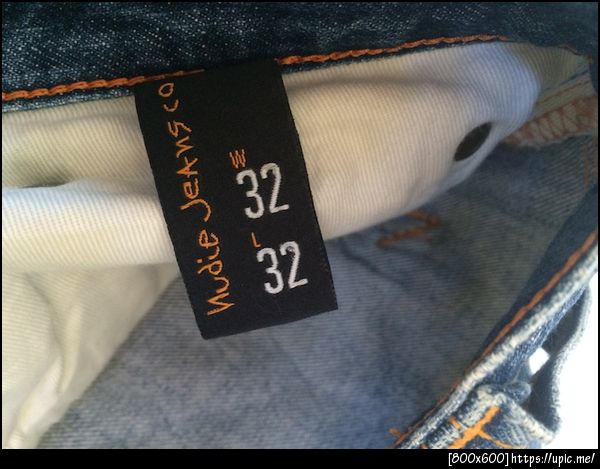 Nudie Jeans co
W
32
L
32
[800x600]https://upic.me/